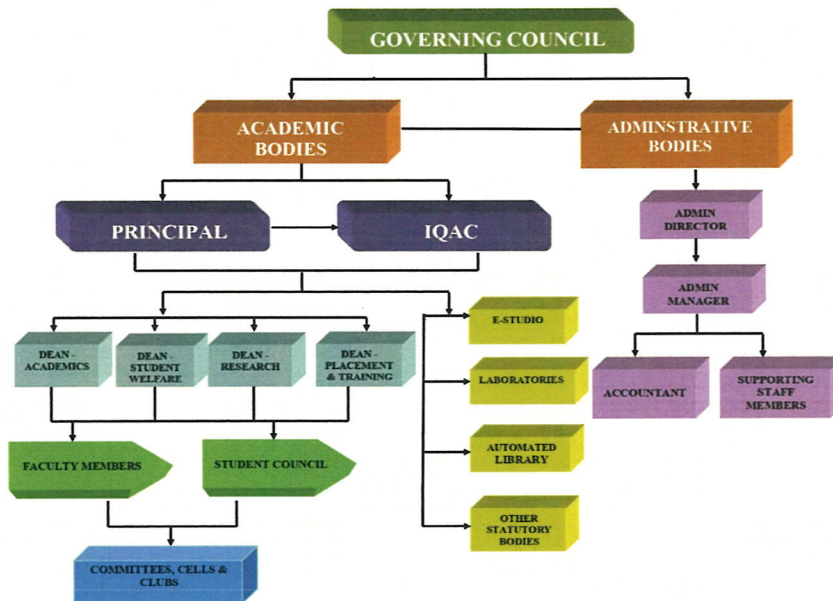 GOVERNING COUNCIL
ACADEMIC
BODIES
ADMINSTRATIVE
BODIES
PRINCIPAL
IQAC
ADMIN
DIRECTOR
ADMIN
MANAGER
ACCOUNTANT
SUPPORTING
STAFF
MEMBERS
DEAN -
ACADEMICS
DEAN -
STUDENT
WELFARE
DEAN -
RESEARCH
DEAN -
PLACEMENT
& TRAINING
E-STUDIO
LABORATORIES
AUTOMATED
LIBRARY
OTHER
STATUTORY
BODIES
FACULTY MEMBERS
STUDENT COUNCIL
COMMITTEES, CELLS &
CLUBS